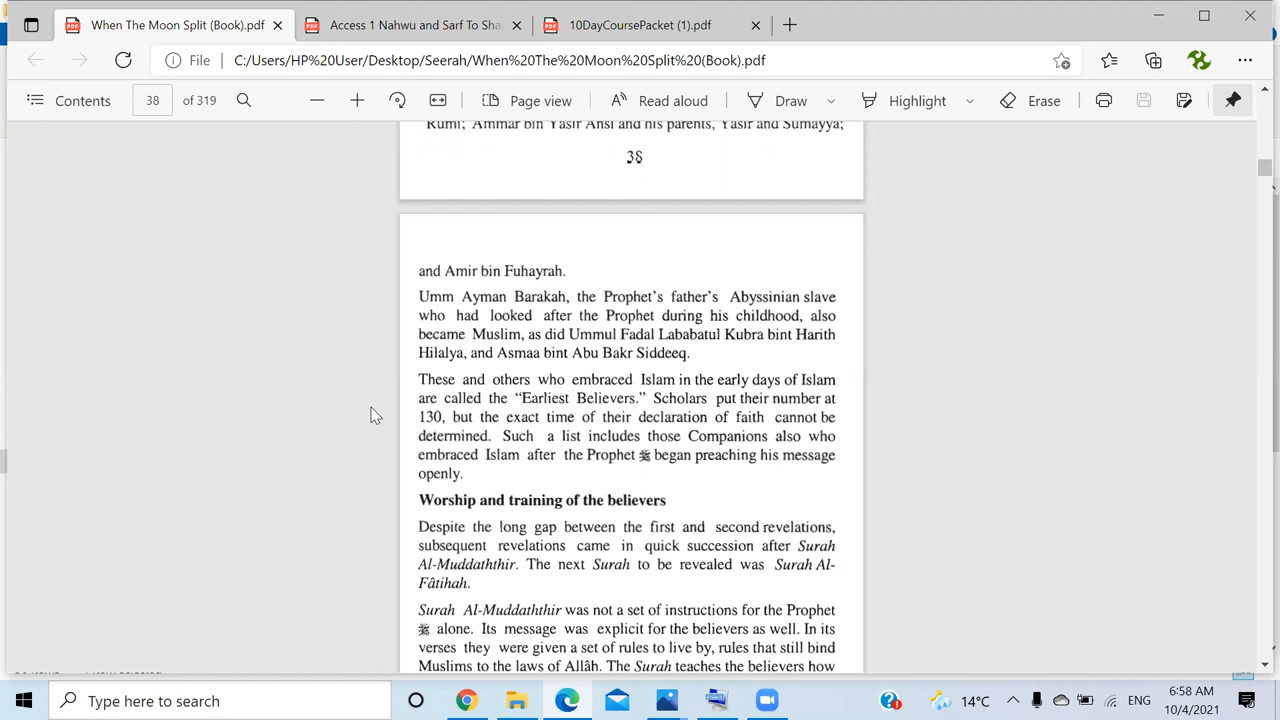 When The Moon Split (Book).pdf
Access 1 Nahwu and Sarf To Sha
10DayCoursePacket (1).pdf
File
C:/Users/HP%20User/Desktop/Seerah/When%20The%20Moon%20Split%20(Book).pdf
Contents
38
of 319
Page view
Read aloud
Draw
Highlight
Erase
Rumi; Ammar bin Yasir Ansi and his parents, Yasir and Sumayya;
38
and Amir bin Fuhayrah.
Umm Ayman Barakah, the Prophet's father's Abyssinian slave
who had looked after the Prophet during his childhood, also
became Muslim, as did Ummul Fadal Lababatul Kubra bint Harith
Hilalya, and Asmaa bint Abu Bakr Siddeeq.
These and others who embraced Islam in the early days of Islam
are called the “Earliest Believers.” Scholars put their number at
130, but the exact time of their declaration of faith cannot be
determined. Such a list includes those Companions also who
embraced Islam after the Prophet ﷺ began preaching his message
openly.
Worship and training of the believers
Despite the long gap between the first and second revelations,
subsequent revelations came in quick succession after Surah
Al-Muddaththir. The next Surah to be revealed was Surah Al-
Fâtihah.
Surah Al-Muddaththir was not a set of instructions for the Prophet
ﷺ alone. Its message was explicit for the believers as well. In its
verses they were given a set of rules to live by, rules that still bind
Muslims to the laws of Allâh. The Surah teaches the believers how
Type here to search
14°C
ENG
6:58 AM
10/4/2021